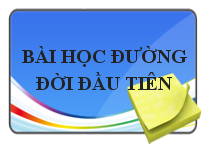 BÀI HỌC ĐƯỜNG
ĐỜI ĐẦU TIÊN